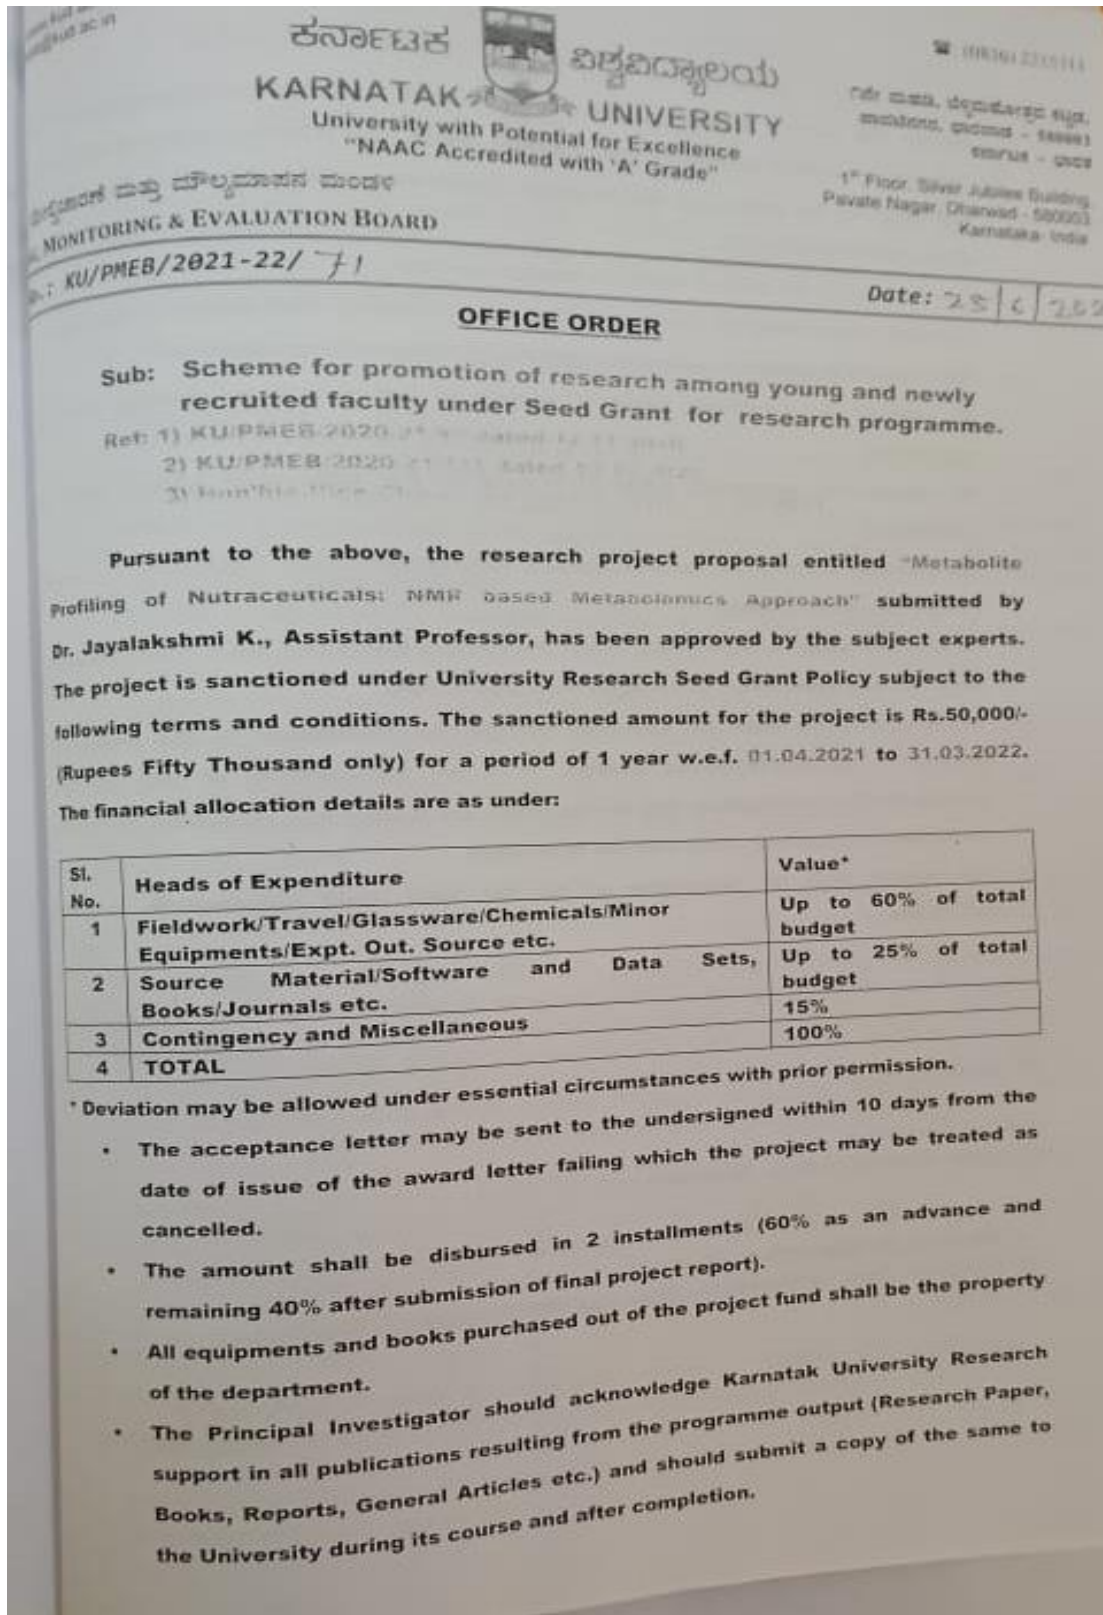 ಕರ್ನಾಟಕ ವಿಶ್ವವಿದ್ಯಾಲಯ
KARNATAK UNIVERSITY
University with Potential for Excellence
"NAAC Accredited with 'A' Grade"
1st Floor, Silver Jubilee Building,
Pavate Nagar, Dharwad - 580003
Karnataka- India
ಮತ್ತು ಮೌಲ್ಯಮಾಪನ ಮಂಡಳಿ
MONITORING & EVALUATION BOARD
KU/PMEB/2021-22/ 71
Date:
OFFICE ORDER
Sub: Scheme for promotion of research among young and newly
recruited faculty under Seed Grant for research programme.
Ref: 1) KU/PMEB/2020
2) KU/PMEB/2020
3) Hon'ble Vice
Pursuant to the above, the research project proposal entitled "Metabolite
Profiling of Nutraceuticals: NMR based Metabolomics Approach" submitted by
Dr. Jayalakshmi K., Assistant Professor, has been approved by the subject experts.
The project is sanctioned under University Research Seed Grant Policy subject to the
following terms and conditions. The sanctioned amount for the project is Rs.50,000/-
(Rupees Fifty Thousand only) for a period of 1 year w.e.f. 01.04.2021 to 31.03.2022.
The financial allocation details are as under:
Sl. No. Heads of Expenditure Value*
1 Fieldwork/Travel/Glassware/Chemicals/Minor Up to 60% of total
Equipments/Expt. Out. Source etc. budget
2 Source Material/Software and Data Sets, Up to 25% of total
Books/Journals etc. budget
3 Contingency and Miscellaneous 15%
4 TOTAL 100%
* Deviation may be allowed under essential circumstances with prior permission.
• The acceptance letter may be sent to the undersigned within 10 days from the
date of issue of the award letter failing which the project may be treated as
cancelled.
• The amount shall be disbursed in 2 installments (60% as an advance and
remaining 40% after submission of final project report).
• All equipments and books purchased out of the project fund shall be the property
of the department.
• The Principal Investigator should acknowledge Karnatak University Research
support in all publications resulting from the programme output (Research Paper,
Books, Reports, General Articles etc.) and should submit a copy of the same to
the University during its course and after completion.